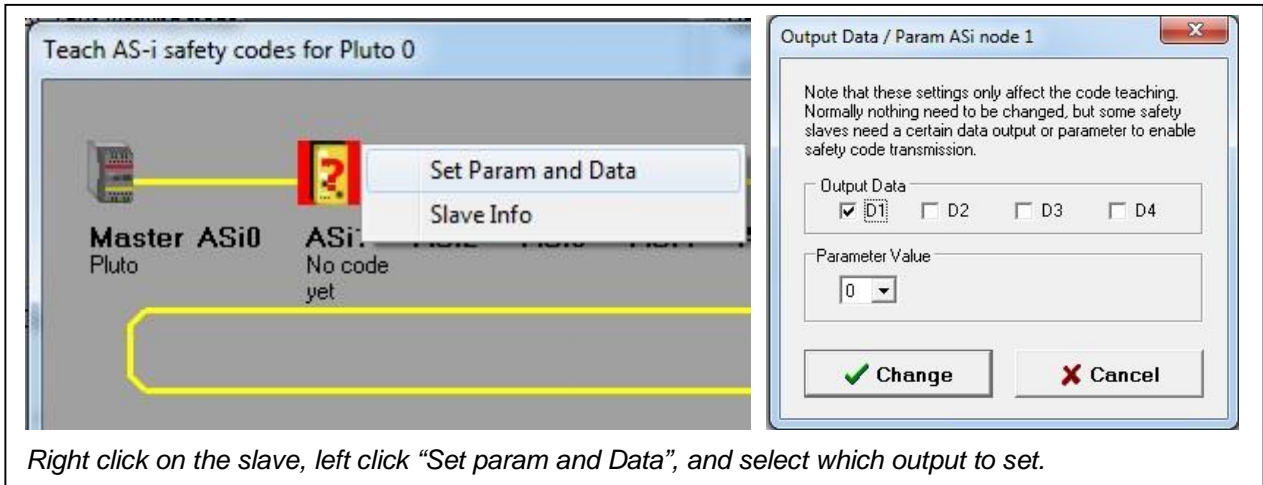 Teach AS-i safety codes for Pluto 0
Set Param and Data
Slave Info
Master ASi0
Pluto
No code
yet
Output Data / Param ASi node 1
Note that these settings only affect the code teaching.
Normally nothing need to be changed, but some safety
slaves need a certain data output or parameter to enable
safety code transmission.
Output Data
D1 D2 D3 D4
Parameter Value
0
Change Cancel
Right click on the slave, left click “Set param and Data”, and select which output to set.